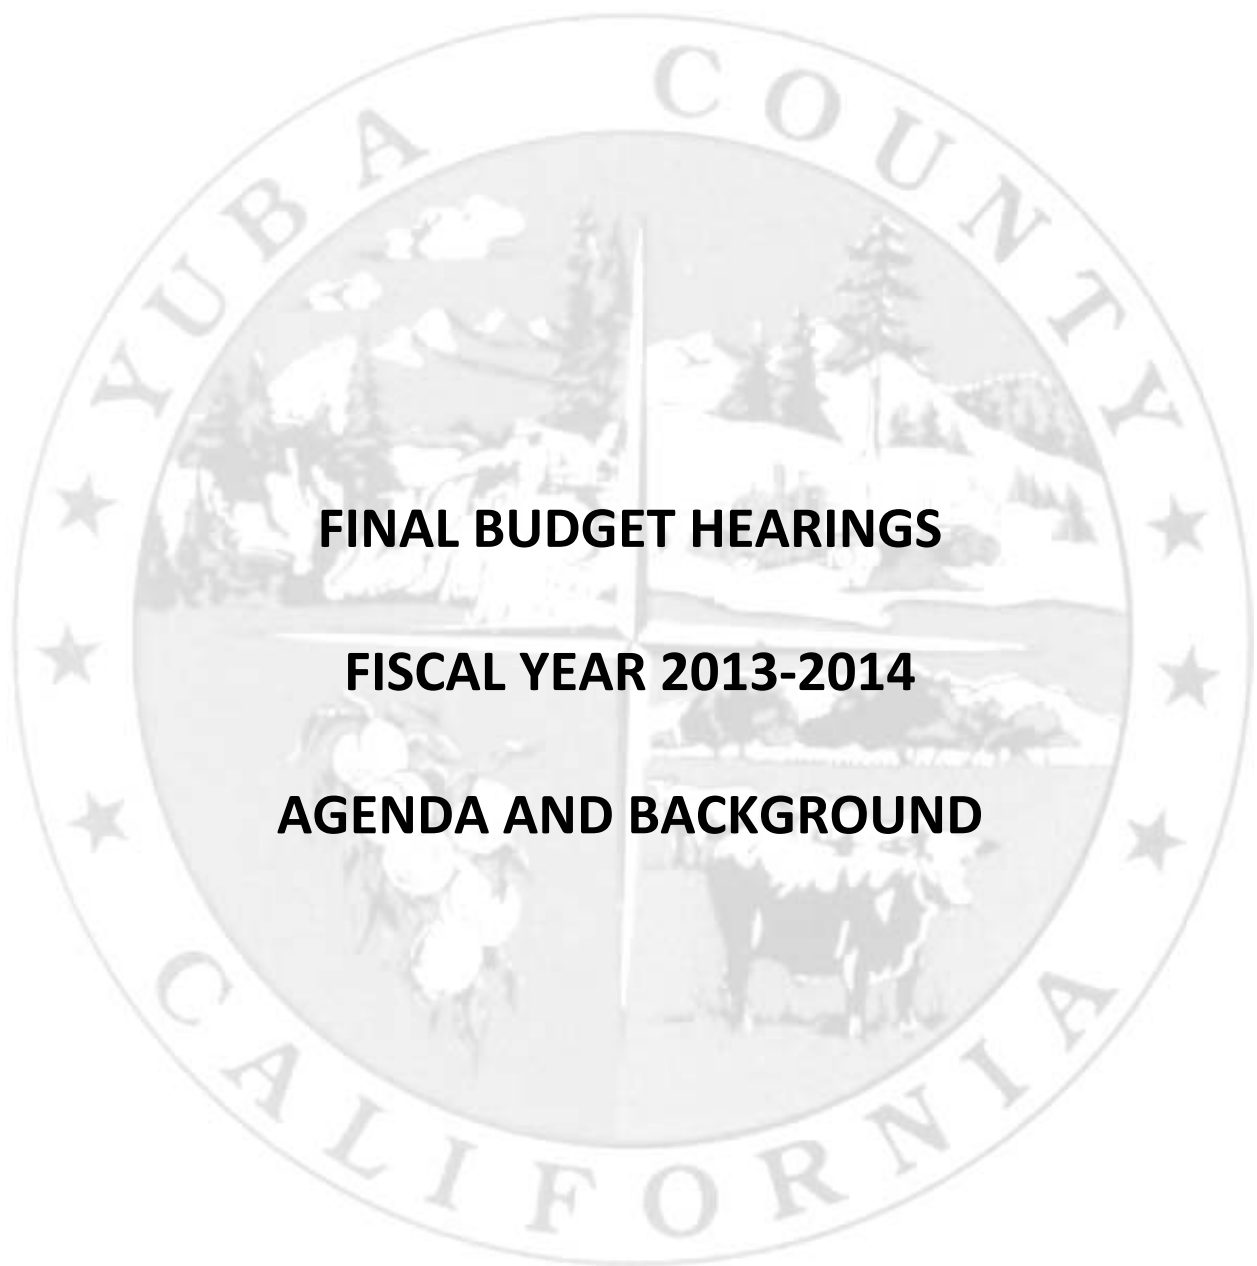 YUBA COUNTY
FINAL BUDGET HEARINGS
FISCAL YEAR 2013-2014
AGENDA AND BACKGROUND
CALIFORNIA